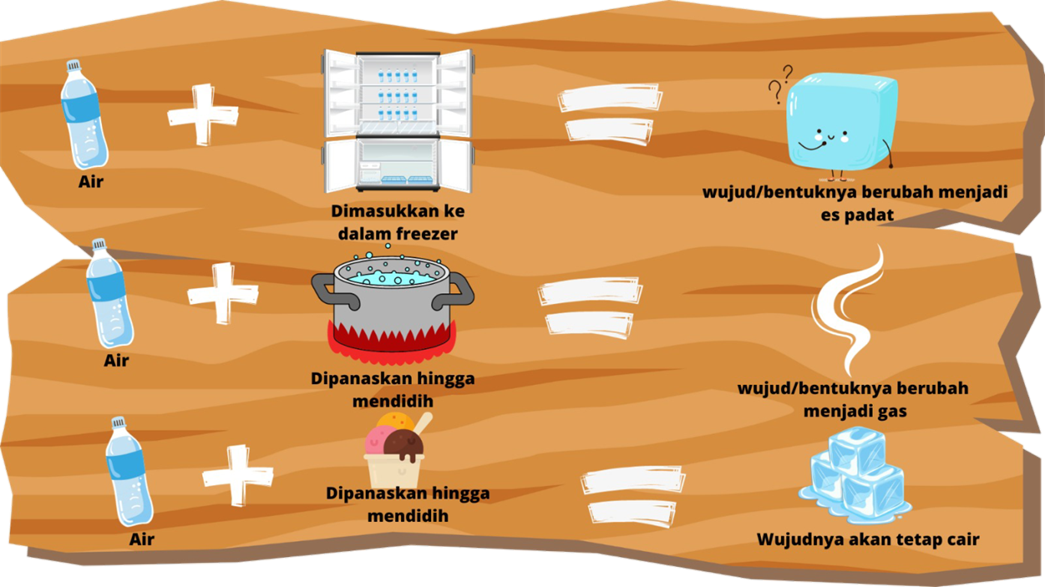 Air
Dimasukkan ke
dalam freezer
wujud/bentuknya berubah menjadi
es padat
Air
Dipanaskan hingga
mendidih
wujud/bentuknya berubah
menjadi gas
Air
Dipanaskan hingga
mendidih
Wujudnya akan tetap cair